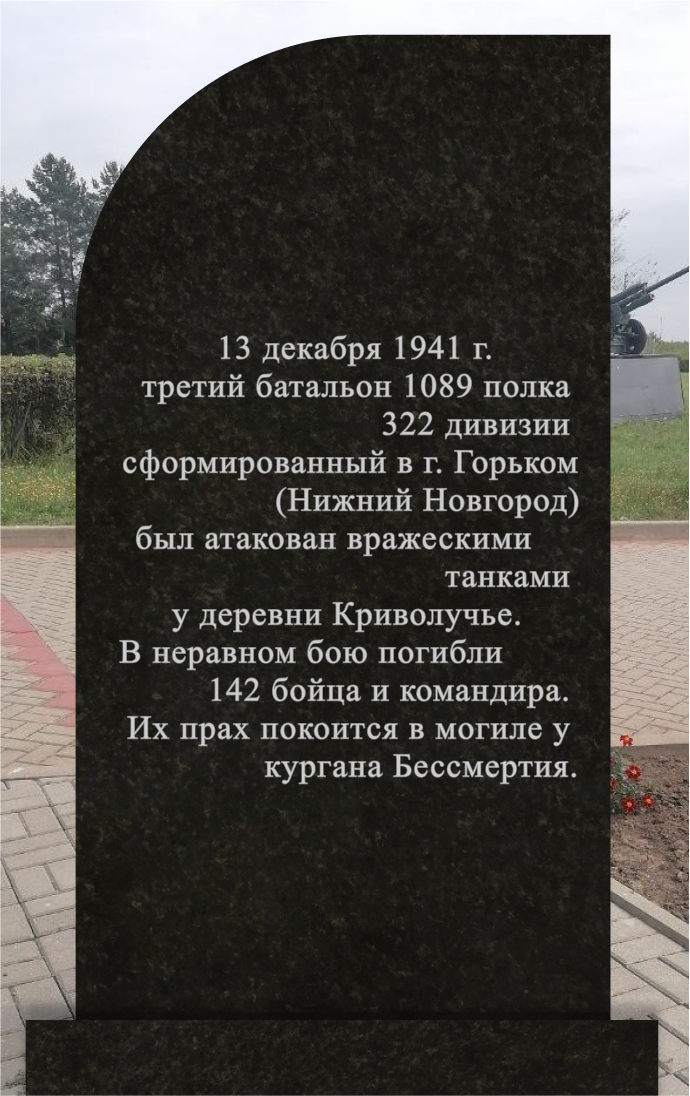 13 декабря 1941 г.
третий батальон 1089 полка
322 дивизии
сформированный в г. Горьком
(Нижний Новгород)
был атакован вражескими
танками
у деревни Криволучье.
В неравном бою погибли
142 бойца и командира.
Их прах покоится в могиле у
кургана Бессмертия.